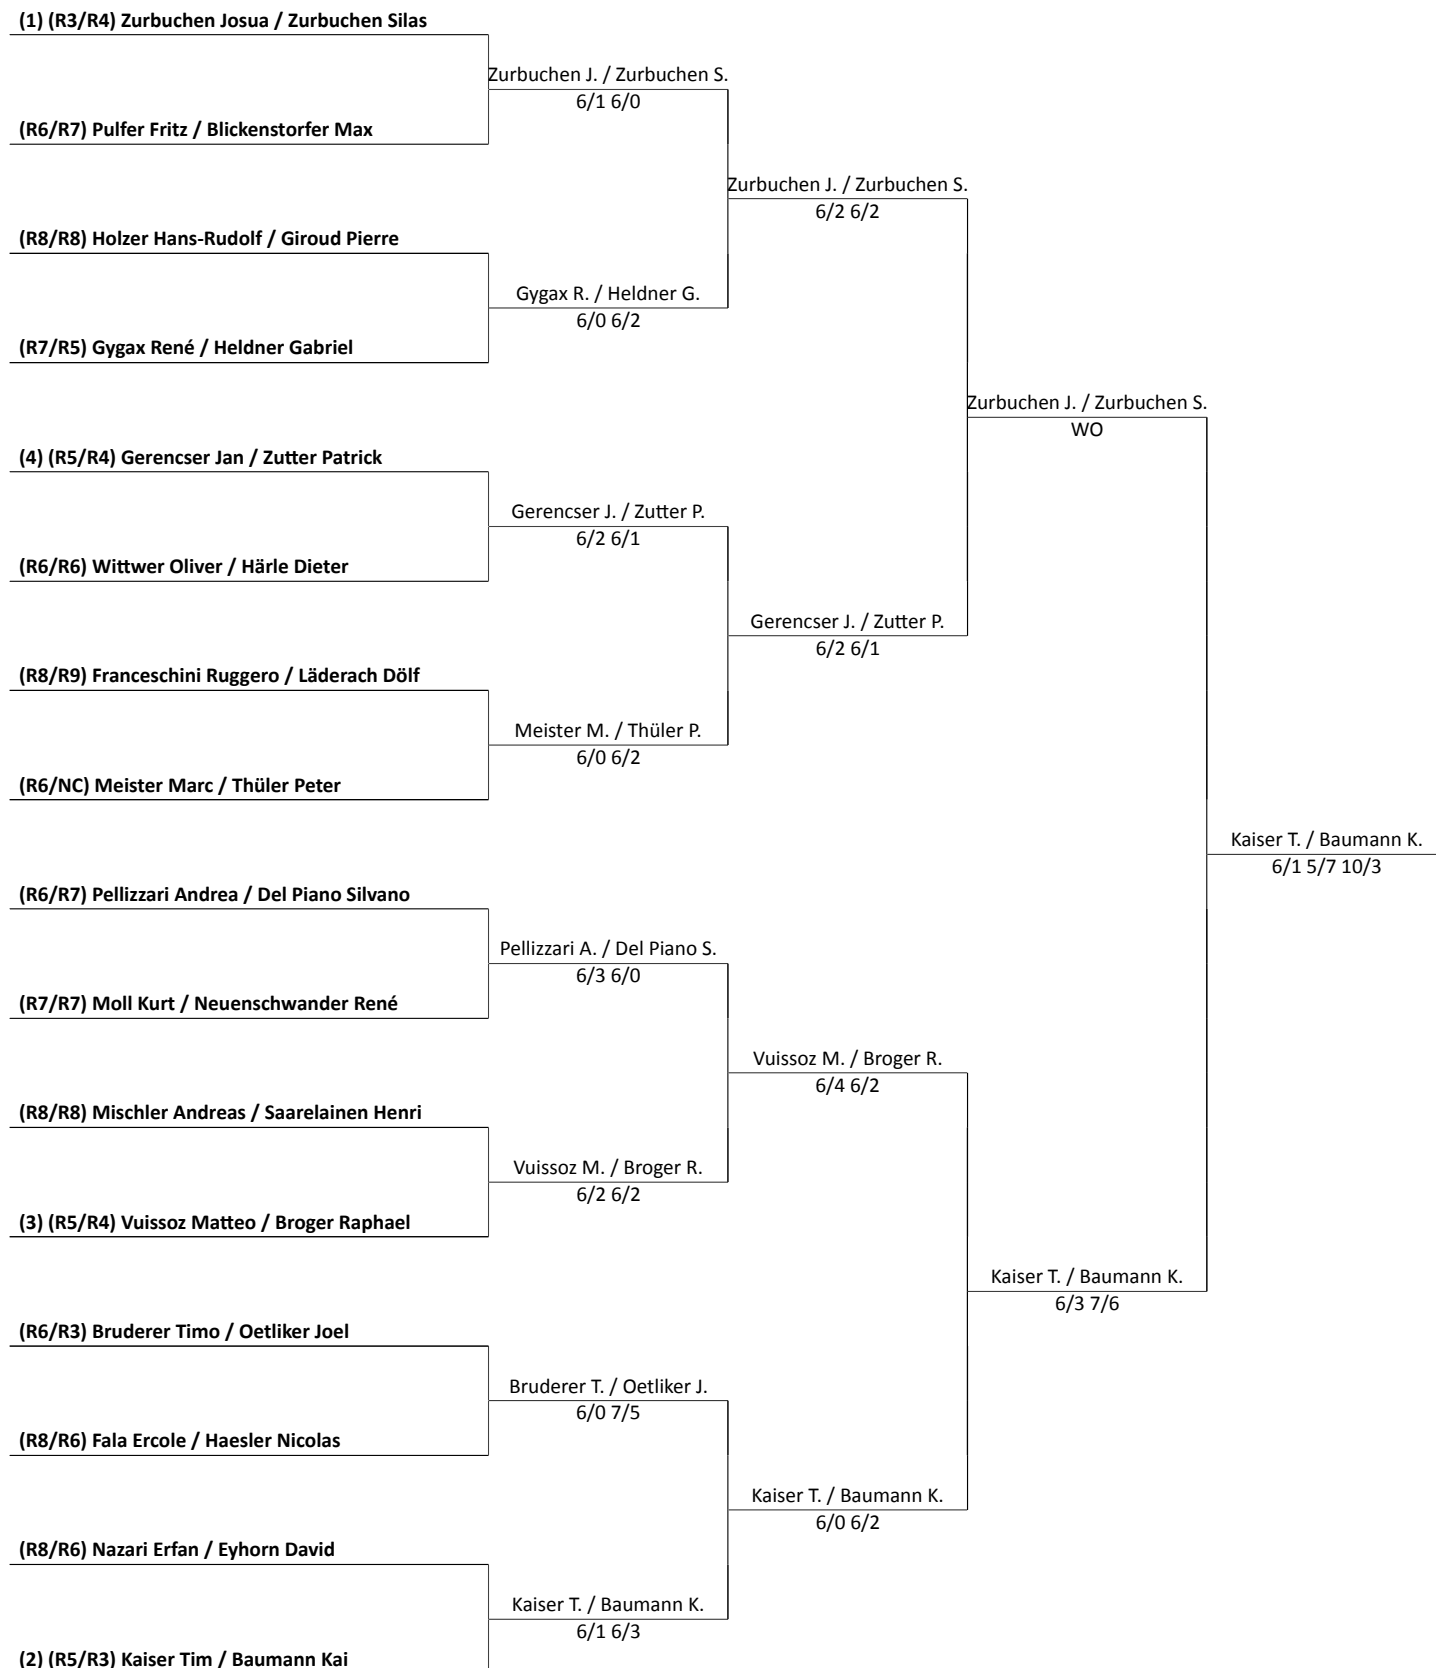 (1) (R3/R4) Zurbuchen Josua / Zurbuchen Silas
Zurbuchen J. / Zurbuchen S.
6/1 6/0
(R6/R7) Pulfer Fritz / Blickenstorfer Max
Zurbuchen J. / Zurbuchen S.
6/2 6/2
(R8/R8) Holzer Hans-Rudolf / Giroud Pierre
Gygax R. / Heldner G.
6/0 6/2
(R7/R5) Gygax René / Heldner Gabriel
Zurbuchen J. / Zurbuchen S.
WO
(4) (R5/R4) Gerencser Jan / Zutter Patrick
Gerencser J. / Zutter P.
6/2 6/1
(R6/R6) Wittwer Oliver / Härle Dieter
Gerencser J. / Zutter P.
6/2 6/1
(R8/R9) Franceschini Ruggero / Läderach Dölf
Meister M. / Thüler P.
6/0 6/2
(R6/NC) Meister Marc / Thüler Peter
Kaiser T. / Baumann K.
6/1 5/7 10/3
(R6/R7) Pellizzari Andrea / Del Piano Silvano
Pellizzari A. / Del Piano S.
6/3 6/0
(R7/R7) Moll Kurt / Neuenschwander René
Vuissoz M. / Broger R.
6/4 6/2
(R8/R8) Mischler Andreas / Saarelainen Henri
Vuissoz M. / Broger R.
6/2 6/2
(3) (R5/R4) Vuissoz Matteo / Broger Raphael
Kaiser T. / Baumann K.
6/3 7/6
(R6/R3) Bruderer Timo / Oetliker Joel
Bruderer T. / Oetliker J.
6/0 7/5
(R8/R6) Fala Ercole / Haesler Nicolas
Kaiser T. / Baumann K.
6/0 6/2
(R8/R6) Nazari Erfan / Eyhorn David
Kaiser T. / Baumann K.
6/1 6/3
(2) (R5/R3) Kaiser Tim / Baumann Kai